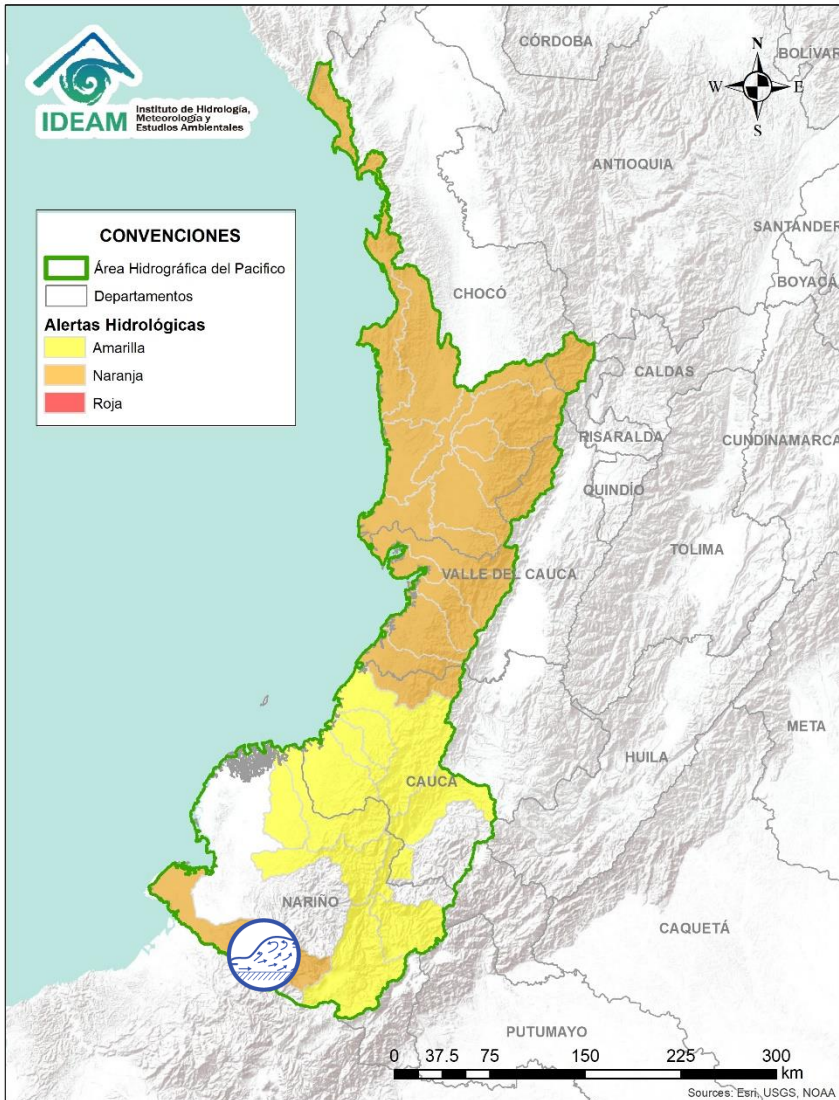 IDEAM
Instituto de Hidrología,
Meteorología y
Estudios Ambientales
CÓRDOBA
BOLÍVAR
N
W
E
S
ANTIOQUIA
SANTANDER
BOYACÁ
CONVENCIONES
Área Hidrográfica del Pacifico
Departamentos
Alertas Hidrológicas
Amarilla
Naranja
Roja
CHOCÓ
CALDAS
RISARALDA
CUNDINAMARCA
QUINDÍO
TOLIMA
VALLE DEL CAUCA
META
HUILA
CAUCA
NARIÑO
CAQUETÁ
PUTUMAYO
0 37.5 75 150 225 300
km
Sources: Esri, USGS, NOAA